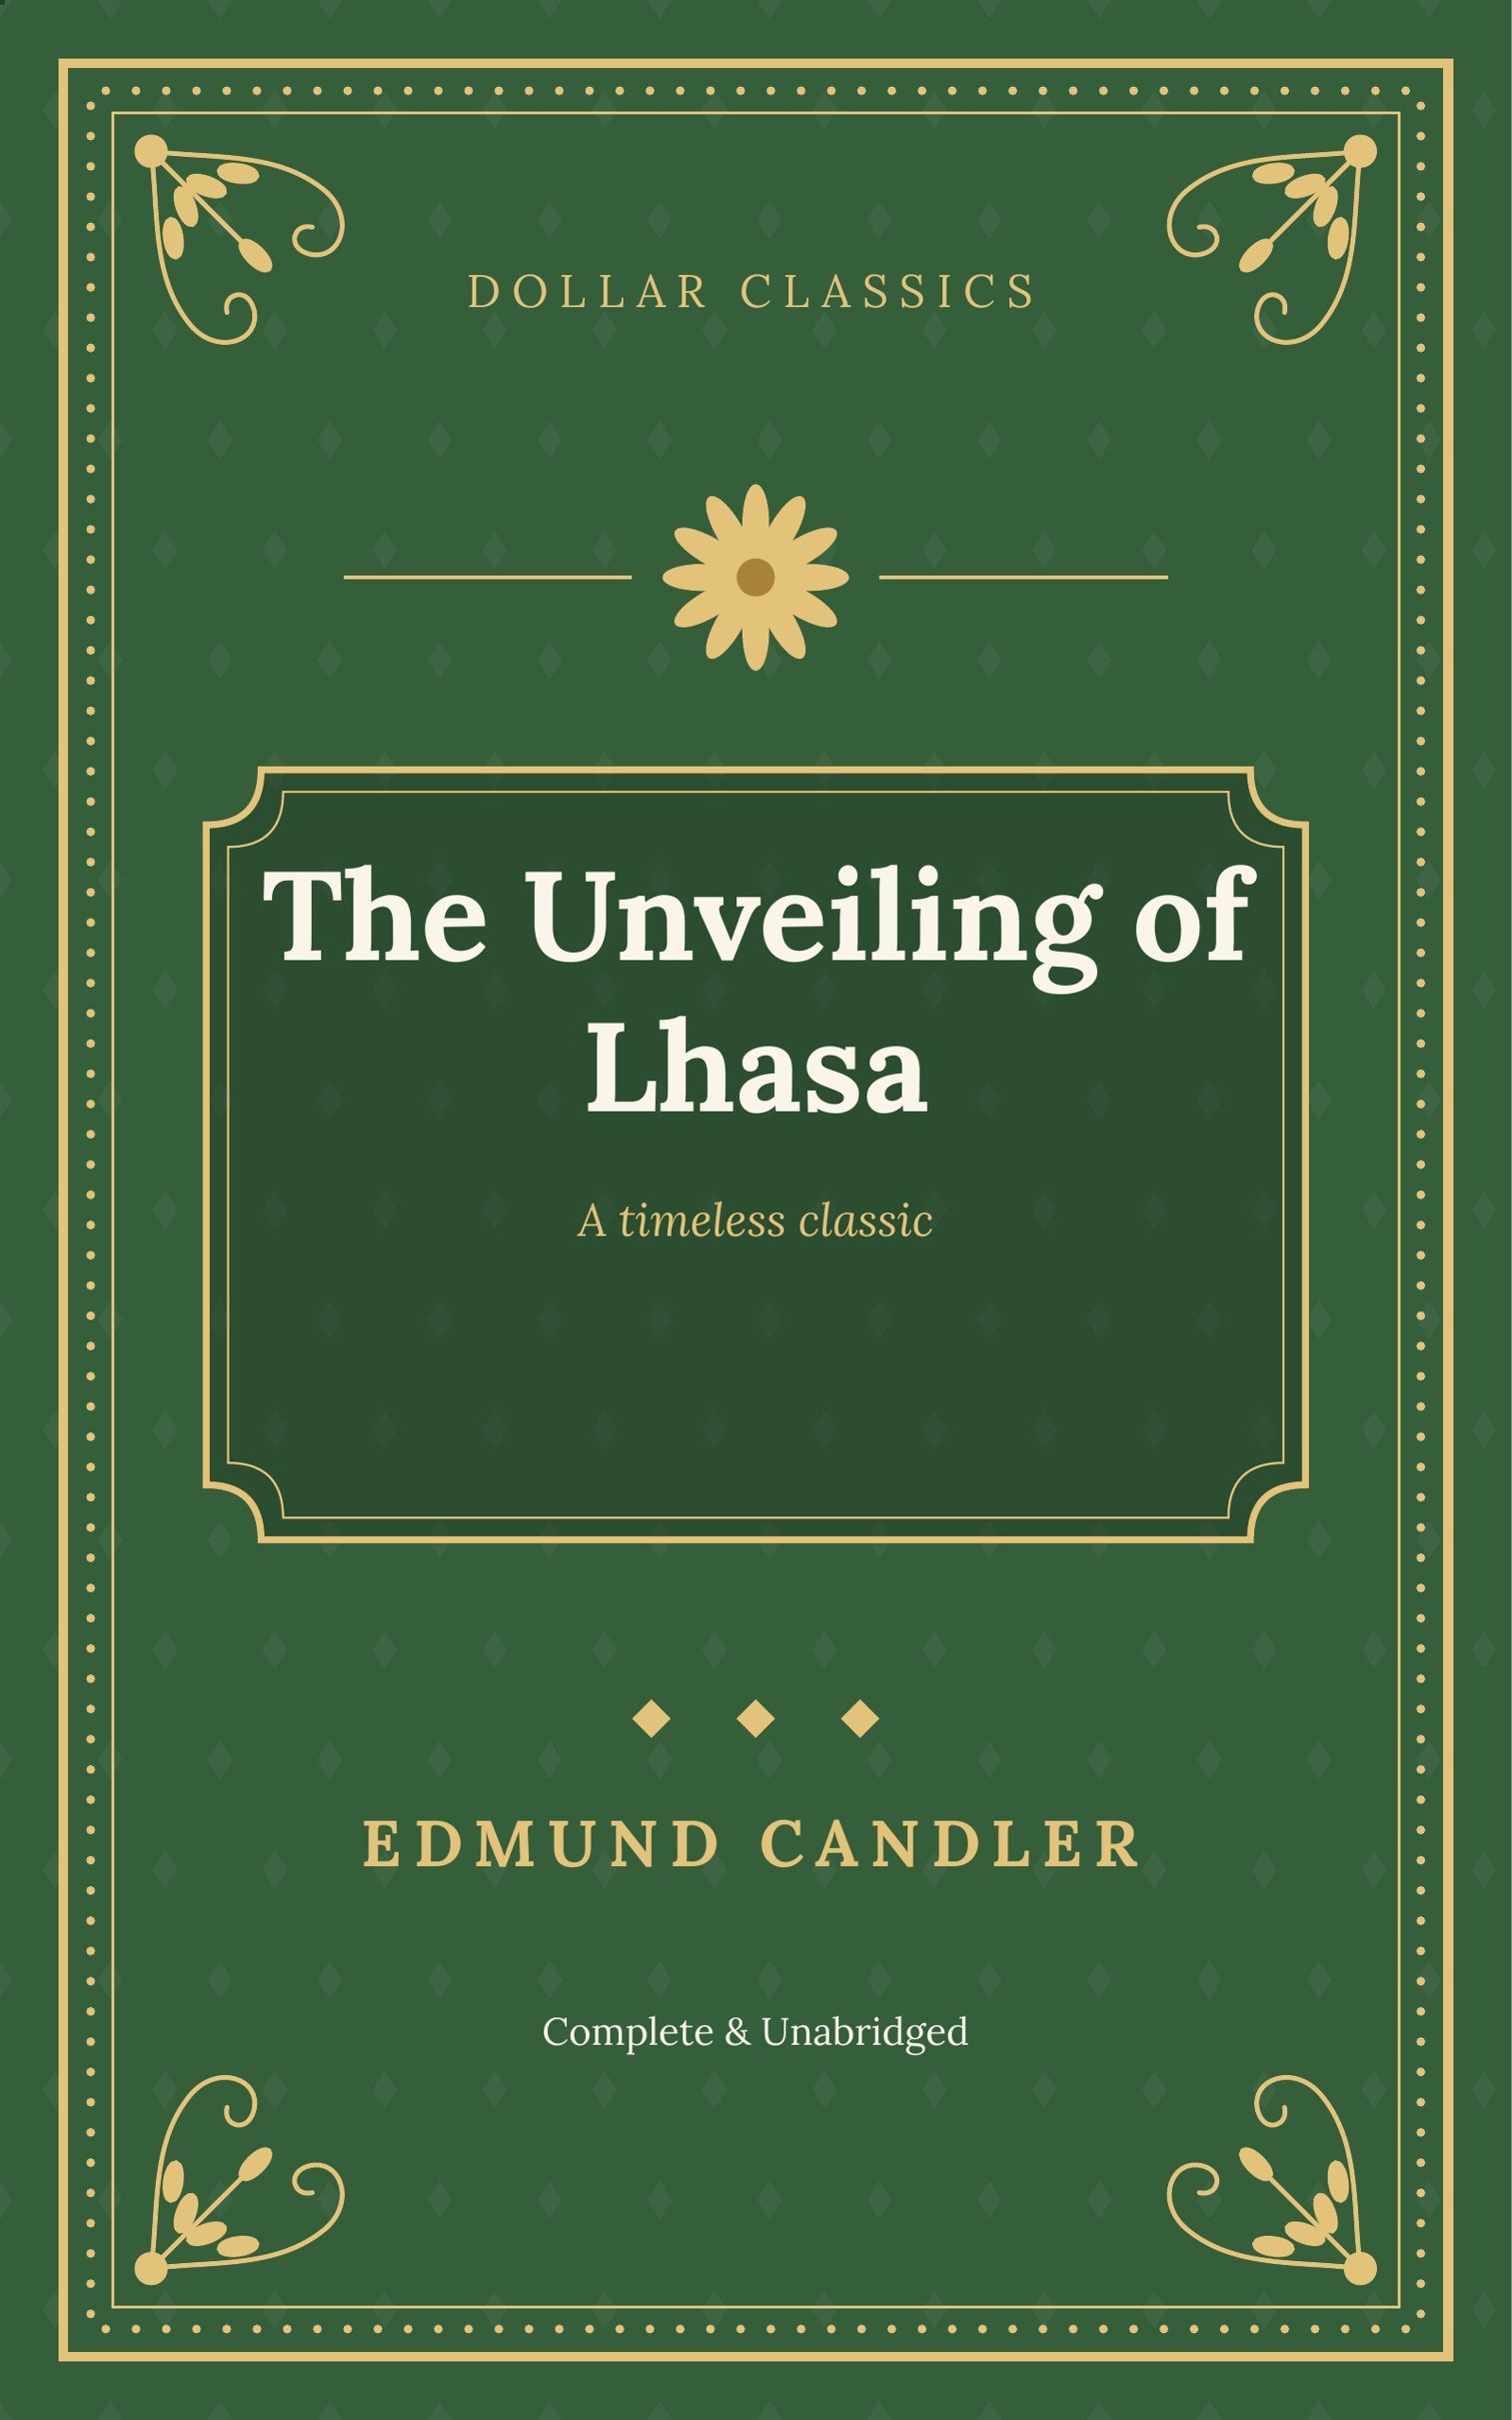 DOLLAR CLASSICS
The Unveiling of
Lhasa
A timeless classic
EDMUND CANDLER
Complete & Unabridged